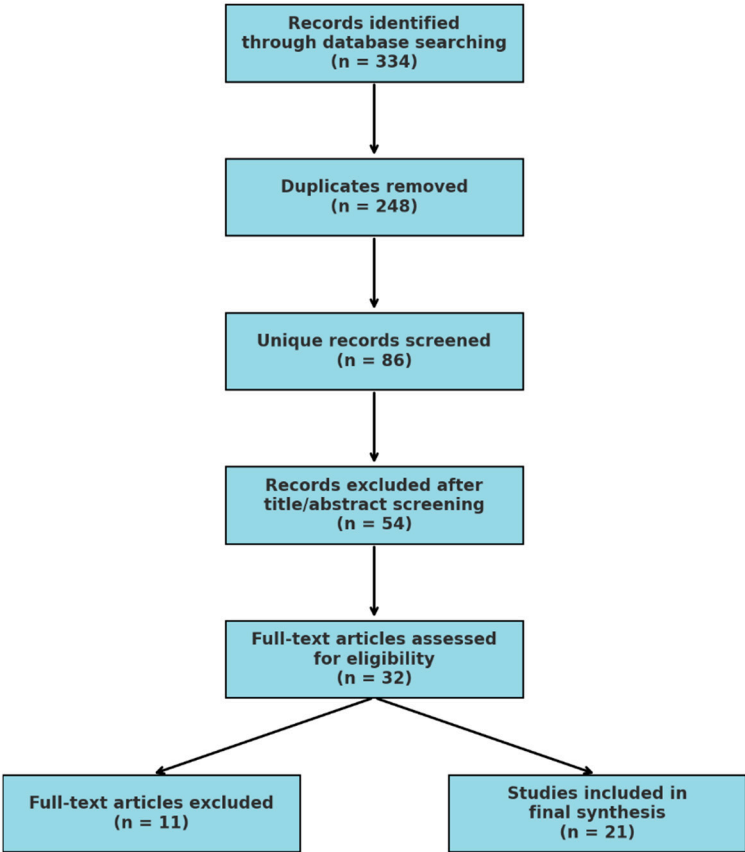 Records identified
through database searching
(n = 334)
Duplicates removed
(n = 248)
Unique records screened
(n = 86)
Records excluded after
title/abstract screening
(n = 54)
Full-text articles assessed
for eligibility
(n = 32)
Full-text articles excluded
(n = 11)
Studies included in
final synthesis
(n = 21)